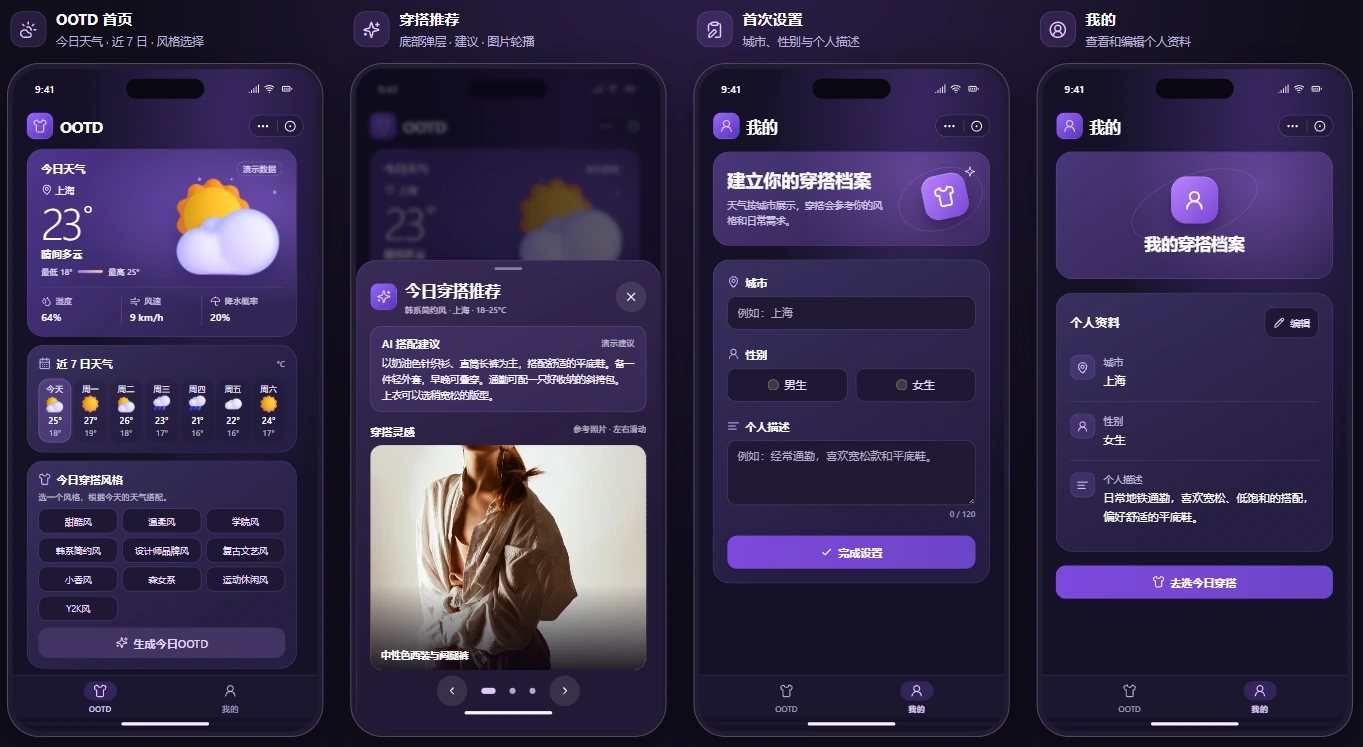 OOTD 首页
今日天气 · 近 7 日 · 风格选择
9:41
OOTD
今日天气
演示数据
上海
23°
晴间多云
最低 18° 最高 25°
湿度 风速 降水概率
64% 9 km/h 20%
近 7 日天气 °C
今天 周一 周二 周三 周四 周五 周六
25° 27° 26° 23° 21° 22° 24°
18° 19° 18° 17° 16° 16° 17°
今日穿搭风格
选一个风格，根据今天的天气搭配。
甜酷风 温柔风 学院风
韩系简约风 设计师品牌风 复古文艺风
小香风 森女系 运动休闲风
Y2K风
生成今日OOTD
OOTD 我的
穿搭推荐
底部弹层 · 建议 · 图片轮播
9:41
OOTD
今日天气
上海
23°
晴间多云
今日穿搭推荐
韩系简约风 · 上海 · 18–25°C
AI 搭配建议 演示建议
以奶油色针织衫、直筒长裤为主，搭配舒适的平底鞋。备一
件轻外套，早晚可叠穿。通勤可配一只好收纳的斜挎包。
上衣可以选稍宽松的版型。
穿搭灵感 参考照片 · 左右滑动
中性色西装与阔腿裤
首次设置
城市、性别与个人描述
9:41
我的
建立你的穿搭档案
天气按城市展示，穿搭会参考你的风
格和日常需求。
城市
例如：上海
性别
男生 女生
个人描述
例如：经常通勤，喜欢宽松款和平底鞋。
0 / 120
完成设置
OOTD 我的
我的
查看和编辑个人资料
9:41
我的
我的穿搭档案
个人资料 编辑
城市
上海
性别
女生
个人描述
日常地铁通勤，喜欢宽松、低饱和的搭配，
偏好舒适的平底鞋。
去选今日穿搭
OOTD 我的